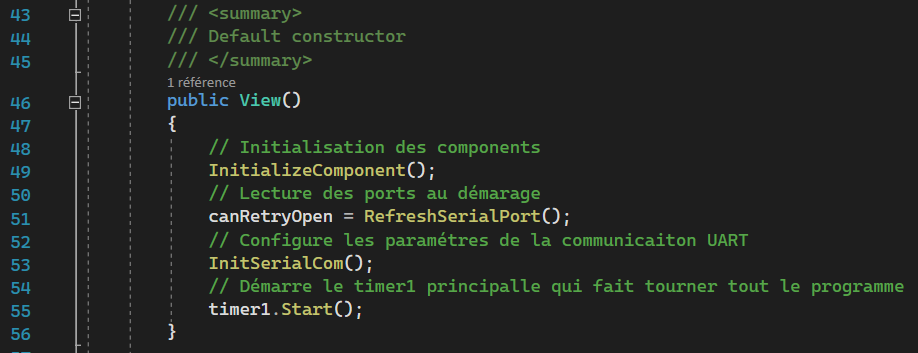 43 /// <summary>
44 /// Default constructor
45 /// </summary>
1 référence
46 public View()
47 {
48 // Initialisation des components
49 InitializeComponent();
50 // Lecture des ports au démarage
51 canRetryOpen = RefreshSerialPort();
52 // Configure les paramétres de la communicaiton UART
53 InitSerialCom();
54 // Démarre le timer1 principalle qui fait tourner tout le programme
55 timer1.Start();
56 }